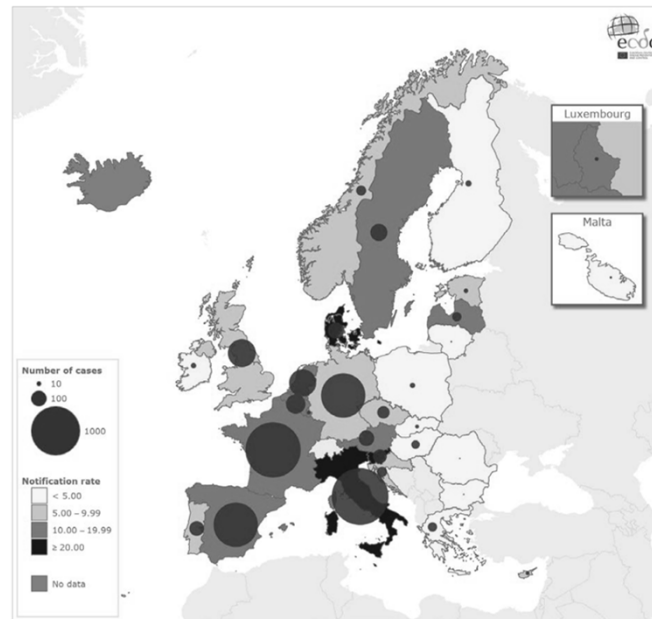 ecdc
Luxembourg
Malta
Number of cases
10
100
1000
Notification rate
< 5.00
5.00 – 9.99
10.00 – 19.99
≥ 20.00
No data